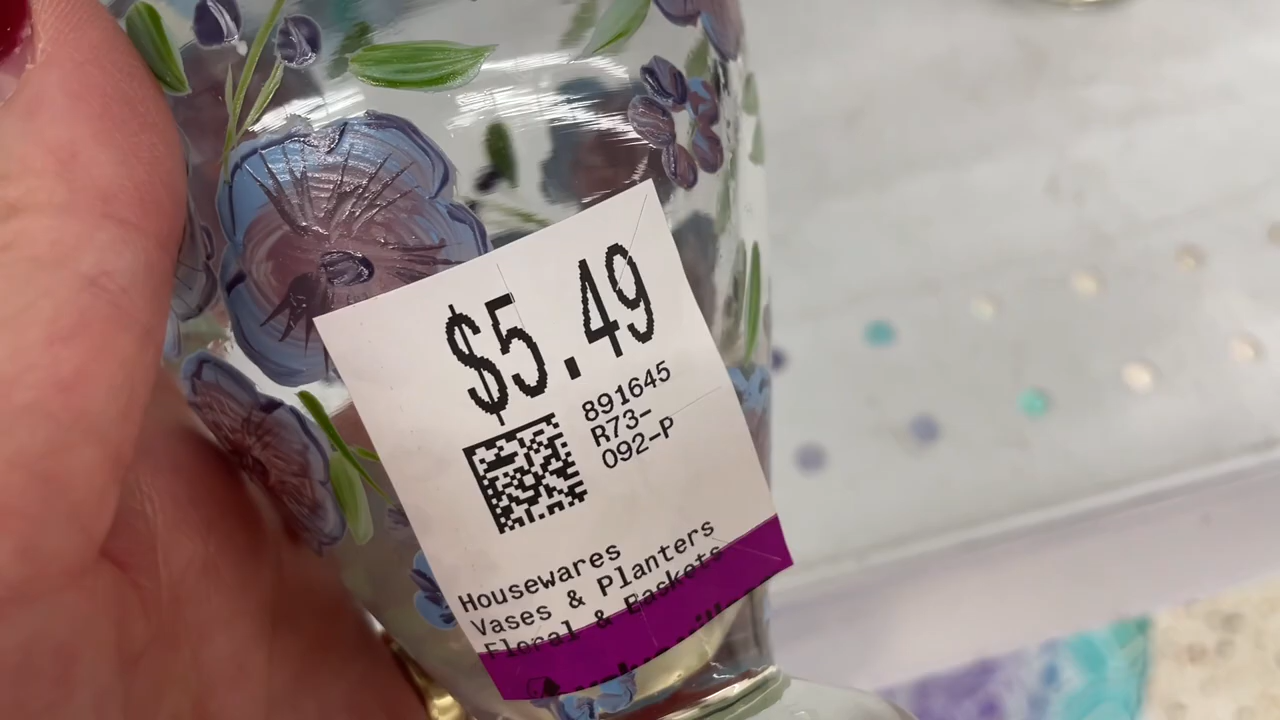 $5.49
891645
R73-
092-P
Housewares
Vases & Planters
Floral & Baskets